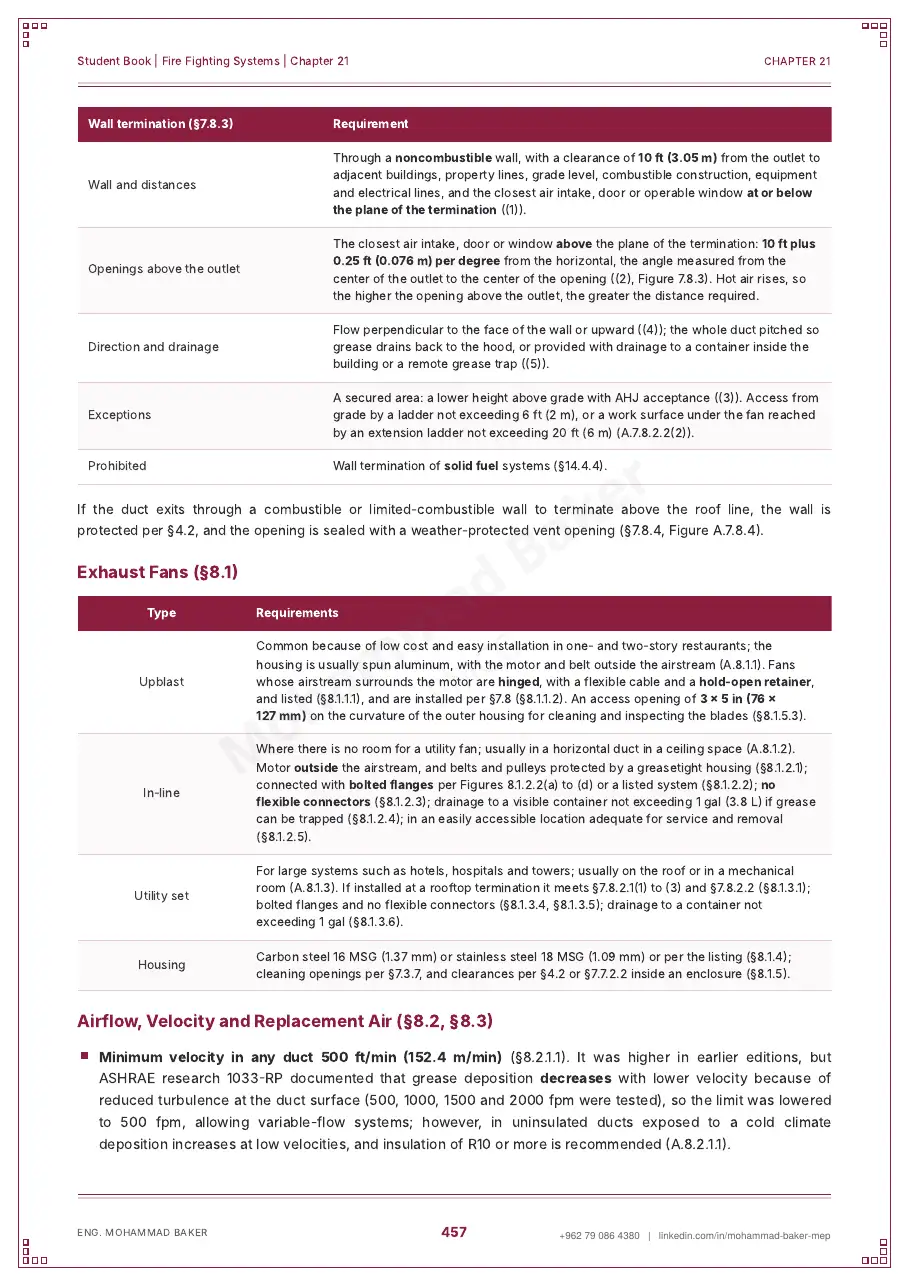 Student Book | Fire Fighting Systems | Chapter 21
CHAPTER 21
Wall termination (§7.8.3)
Requirement
Wall and distances
Through a noncombustible wall, with a clearance of 10 ft (3.05 m) from the outlet to
adjacent buildings, property lines, grade level, combustible construction, equipment
and electrical lines, and the closest air intake, door or operable window at or below
the plane of the termination ((1)).
Openings above the outlet
The closest air intake, door or window above the plane of the termination: 10 ft plus
0.25 ft (0.076 m) per degree from the horizontal, the angle measured from the
center of the outlet to the center of the opening ((2), Figure 7.8.3). Hot air rises, so
the higher the opening above the outlet, the greater the distance required.
Direction and drainage
Flow perpendicular to the face of the wall or upward ((4)); the whole duct pitched so
grease drains back to the hood, or provided with drainage to a container inside the
building or a remote grease trap ((5)).
Exceptions
A secured area: a lower height above grade with AHJ acceptance ((3)). Access from
grade by a ladder not exceeding 6 ft (2 m), or a work surface under the fan reached
by an extension ladder not exceeding 20 ft (6 m) (A.7.8.2.2(2)).
Prohibited
Wall termination of solid fuel systems (§14.4.4).
If the duct exits through a combustible or limited-combustible wall to terminate above the roof line, the wall is
protected per §4.2, and the opening is sealed with a weather-protected vent opening (§7.8.4, Figure A.7.8.4).
Exhaust Fans (§8.1)
Type
Requirements
Upblast
Common because of low cost and easy installation in one- and two-story restaurants; the
housing is usually spun aluminum, with the motor and belt outside the airstream (A.8.1.1). Fans
whose airstream surrounds the motor are hinged, with a flexible cable and a hold-open retainer,
and listed (§8.1.1.1), and are installed per §7.8 (§8.1.1.2). An access opening of 3 × 5 in (76 ×
127 mm) on the curvature of the outer housing for cleaning and inspecting the blades (§8.1.5.3).
In-line
Where there is no room for a utility fan; usually in a horizontal duct in a ceiling space (A.8.1.2).
Motor outside the airstream, and belts and pulleys protected by a greasetight housing (§8.1.2.1);
connected with bolted flanges per Figures 8.1.2.2(a) to (d) or a listed system (§8.1.2.2); no
flexible connectors (§8.1.2.3); drainage to a visible container not exceeding 1 gal (3.8 L) if grease
can be trapped (§8.1.2.4); in an easily accessible location adequate for service and removal
(§8.1.2.5).
Utility set
For large systems such as hotels, hospitals and towers; usually on the roof or in a mechanical
room (A.8.1.3). If installed at a rooftop termination it meets §7.8.2.1(1) to (3) and §7.8.2.2 (§8.1.3.1);
bolted flanges and no flexible connectors (§8.1.3.4, §8.1.3.5); drainage to a container not
exceeding 1 gal (§8.1.3.6).
Housing
Carbon steel 16 MSG (1.37 mm) or stainless steel 18 MSG (1.09 mm) or per the listing (§8.1.4);
cleaning openings per §7.3.7, and clearances per §4.2 or §7.7.2.2 inside an enclosure (§8.1.5).
Airflow, Velocity and Replacement Air (§8.2, §8.3)
Minimum velocity in any duct 500 ft/min (152.4 m/min) (§8.2.1.1). It was higher in earlier editions, but
ASHRAE research 1033-RP documented that grease deposition decreases with lower velocity because of
reduced turbulence at the duct surface (500, 1000, 1500 and 2000 fpm were tested), so the limit was lowered
to 500 fpm, allowing variable-flow systems; however, in uninsulated ducts exposed to a cold climate
deposition increases at low velocities, and insulation of R10 or more is recommended (A.8.2.1.1).
ENG. MOHAMMAD BAKER
457
+962 79 086 4380 | linkedin.com/in/mohammad-baker-mep